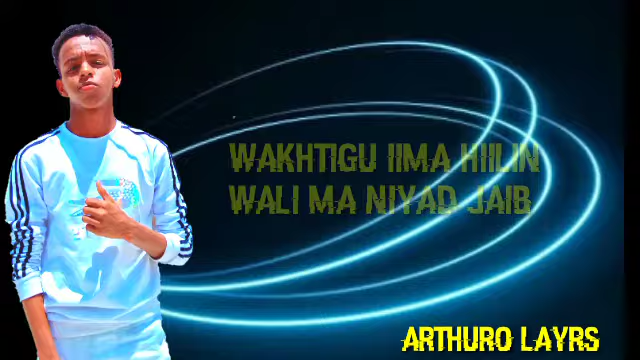 WAKHTIGU IIMA HIILIN
WALI MA NIYAD JAIB
ARTHURO LAYRS